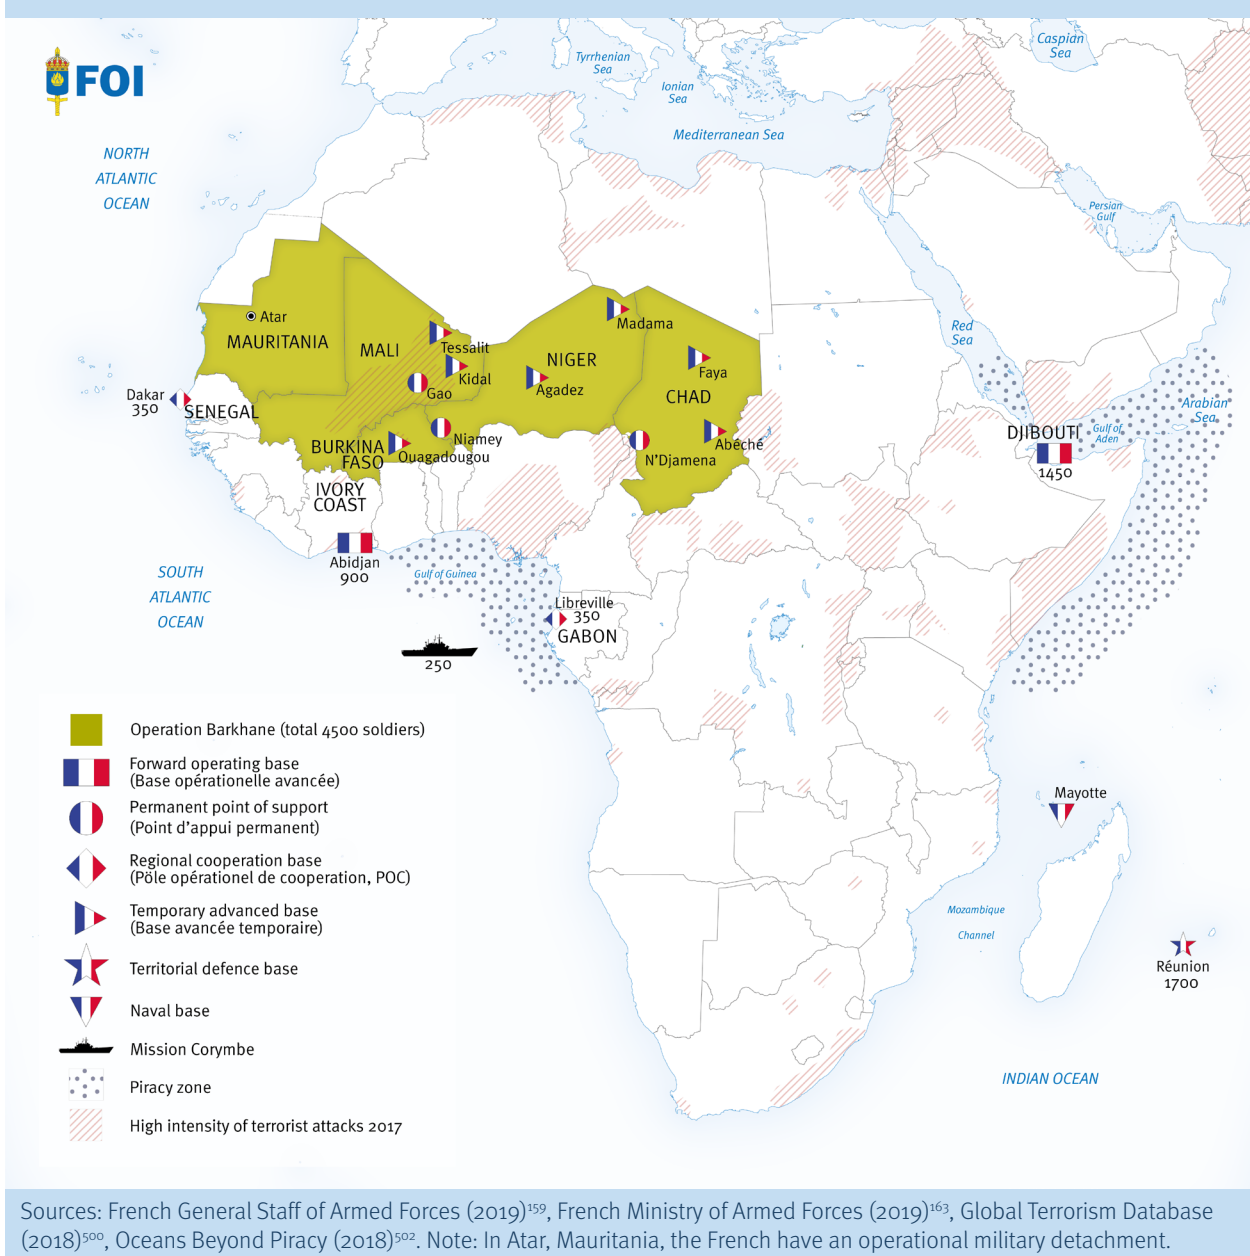 FOI
Caspian
Sea
Tyrrhenian
Sea
Ionian
Sea
Mediterranean Sea
NORTH
ATLANTIC
OCEAN
Persian
Gulf
Atar
MAURITANIA
MALI
Tessalit
Kidal
Gao
NIGER
Madama
Agadez
Faya
CHAD
Abéché
N'Djamena
Red
Sea
Arabian
Sea
Gulf of
Aden
DJIBOUTI
1450
Dakar
350
SENEGAL
BURKINA
FASO
Niamey
Ouagadougou
IVORY
COAST
Abidjan
900
Gulf of Guinea
SOUTH
ATLANTIC
OCEAN
Libreville
350
GABON
250
Mayotte
Mozambique
Channel
Réunion
1700
INDIAN OCEAN
Operation Barkhane (total 4500 soldiers)
Forward operating base
(Base opérationelle avancée)
Permanent point of support
(Point d'appui permanent)
Regional cooperation base
(Pöle opérationel de cooperation, POC)
Temporary advanced base
(Base avancée temporaire)
Territorial defence base
Naval base
Mission Corymbe
Piracy zone
High intensity of terrorist attacks 2017
Sources: French General Staff of Armed Forces (2019)¹⁵⁹, French Ministry of Armed Forces (2019)¹⁶³, Global Terrorism Database
(2018)⁵⁰⁰, Oceans Beyond Piracy (2018)⁵⁰². Note: In Atar, Mauritania, the French have an operational military detachment.